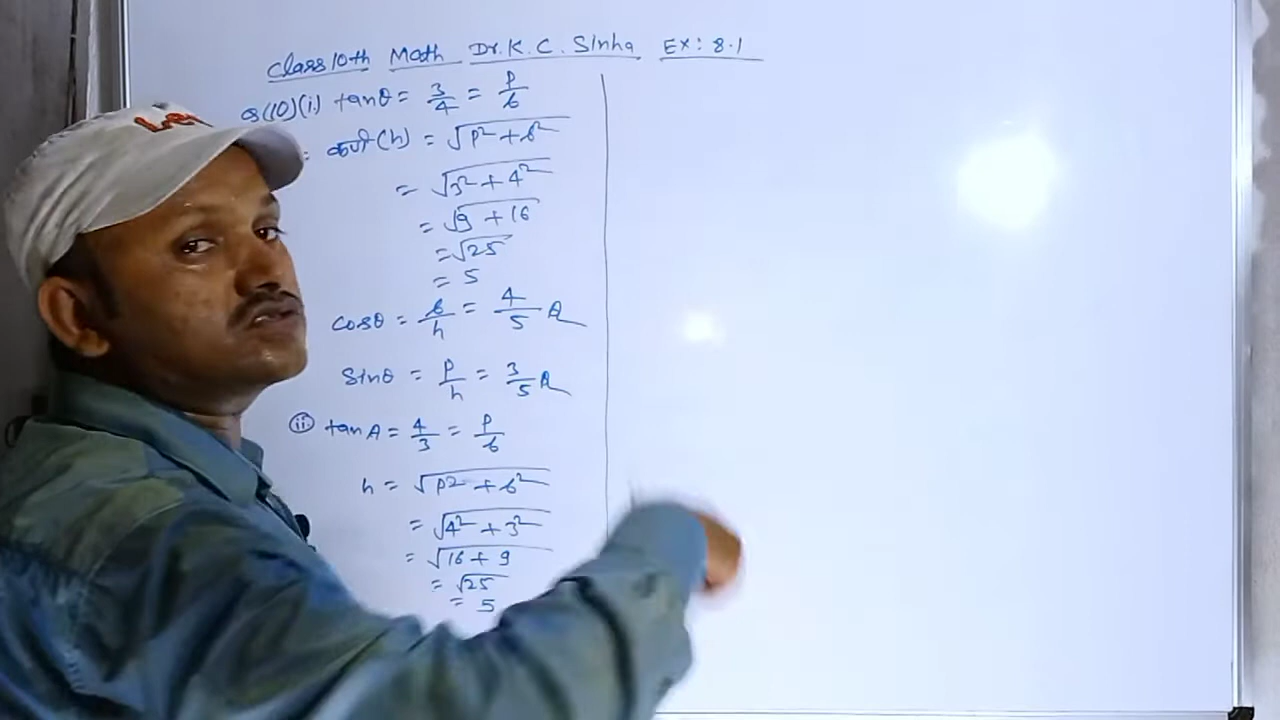 Class 10th Math Dr. K. C. Sinha Ex: 8.1
Q(10)(i) tanθ = 3/4 = p/b
कर्ण (h) = √p² + b²
= √3² + 4²
= √9 + 16
= √25
= 5
cosθ = b/h = 4/5
sinθ = p/h = 3/5
(ii) tanA = 4/3 = p/b
h = √p² + b²
= √4² + 3²
= √16 + 9
= √25
= 5